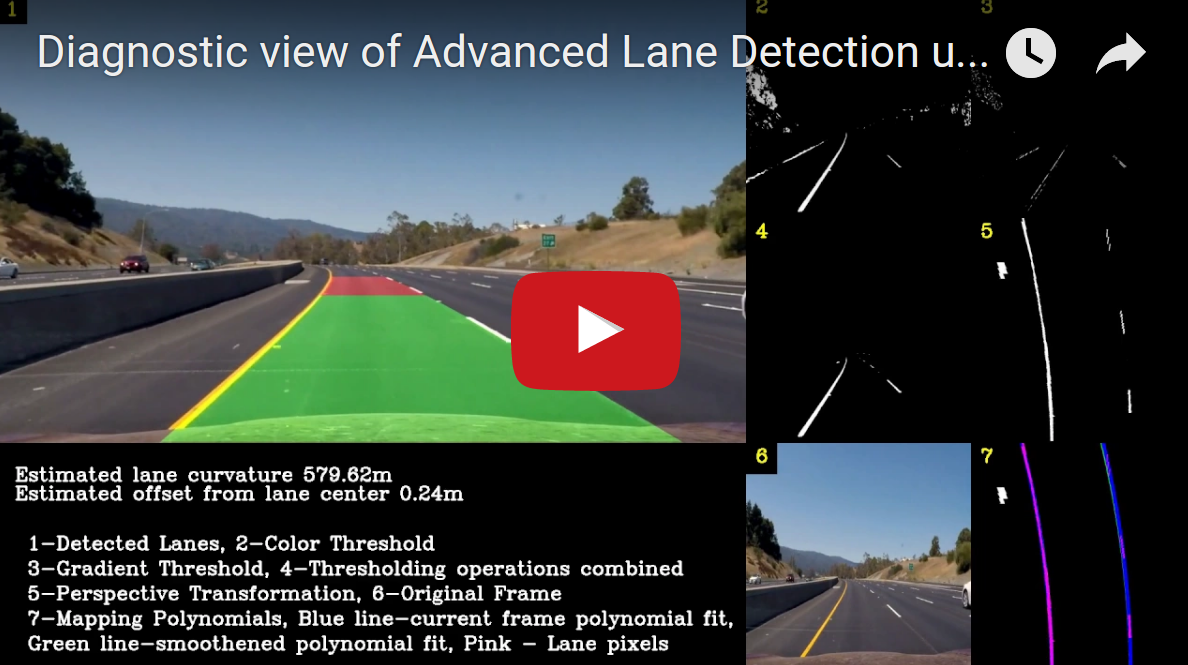 1
2
3
Diagnostic view of Advanced Lane Detection u...
4
5
6
7
Estimated lane curvature 579.62m
Estimated offset from lane center 0.24m
1-Detected Lanes, 2-Color Threshold
3-Gradient Threshold, 4-Thresholding operations combined
5-Perspective Transformation, 6-Original Frame
7-Mapping Polynomials, Blue line-current frame polynomial fit,
Green line-smoothened polynomial fit, Pink - Lane pixels